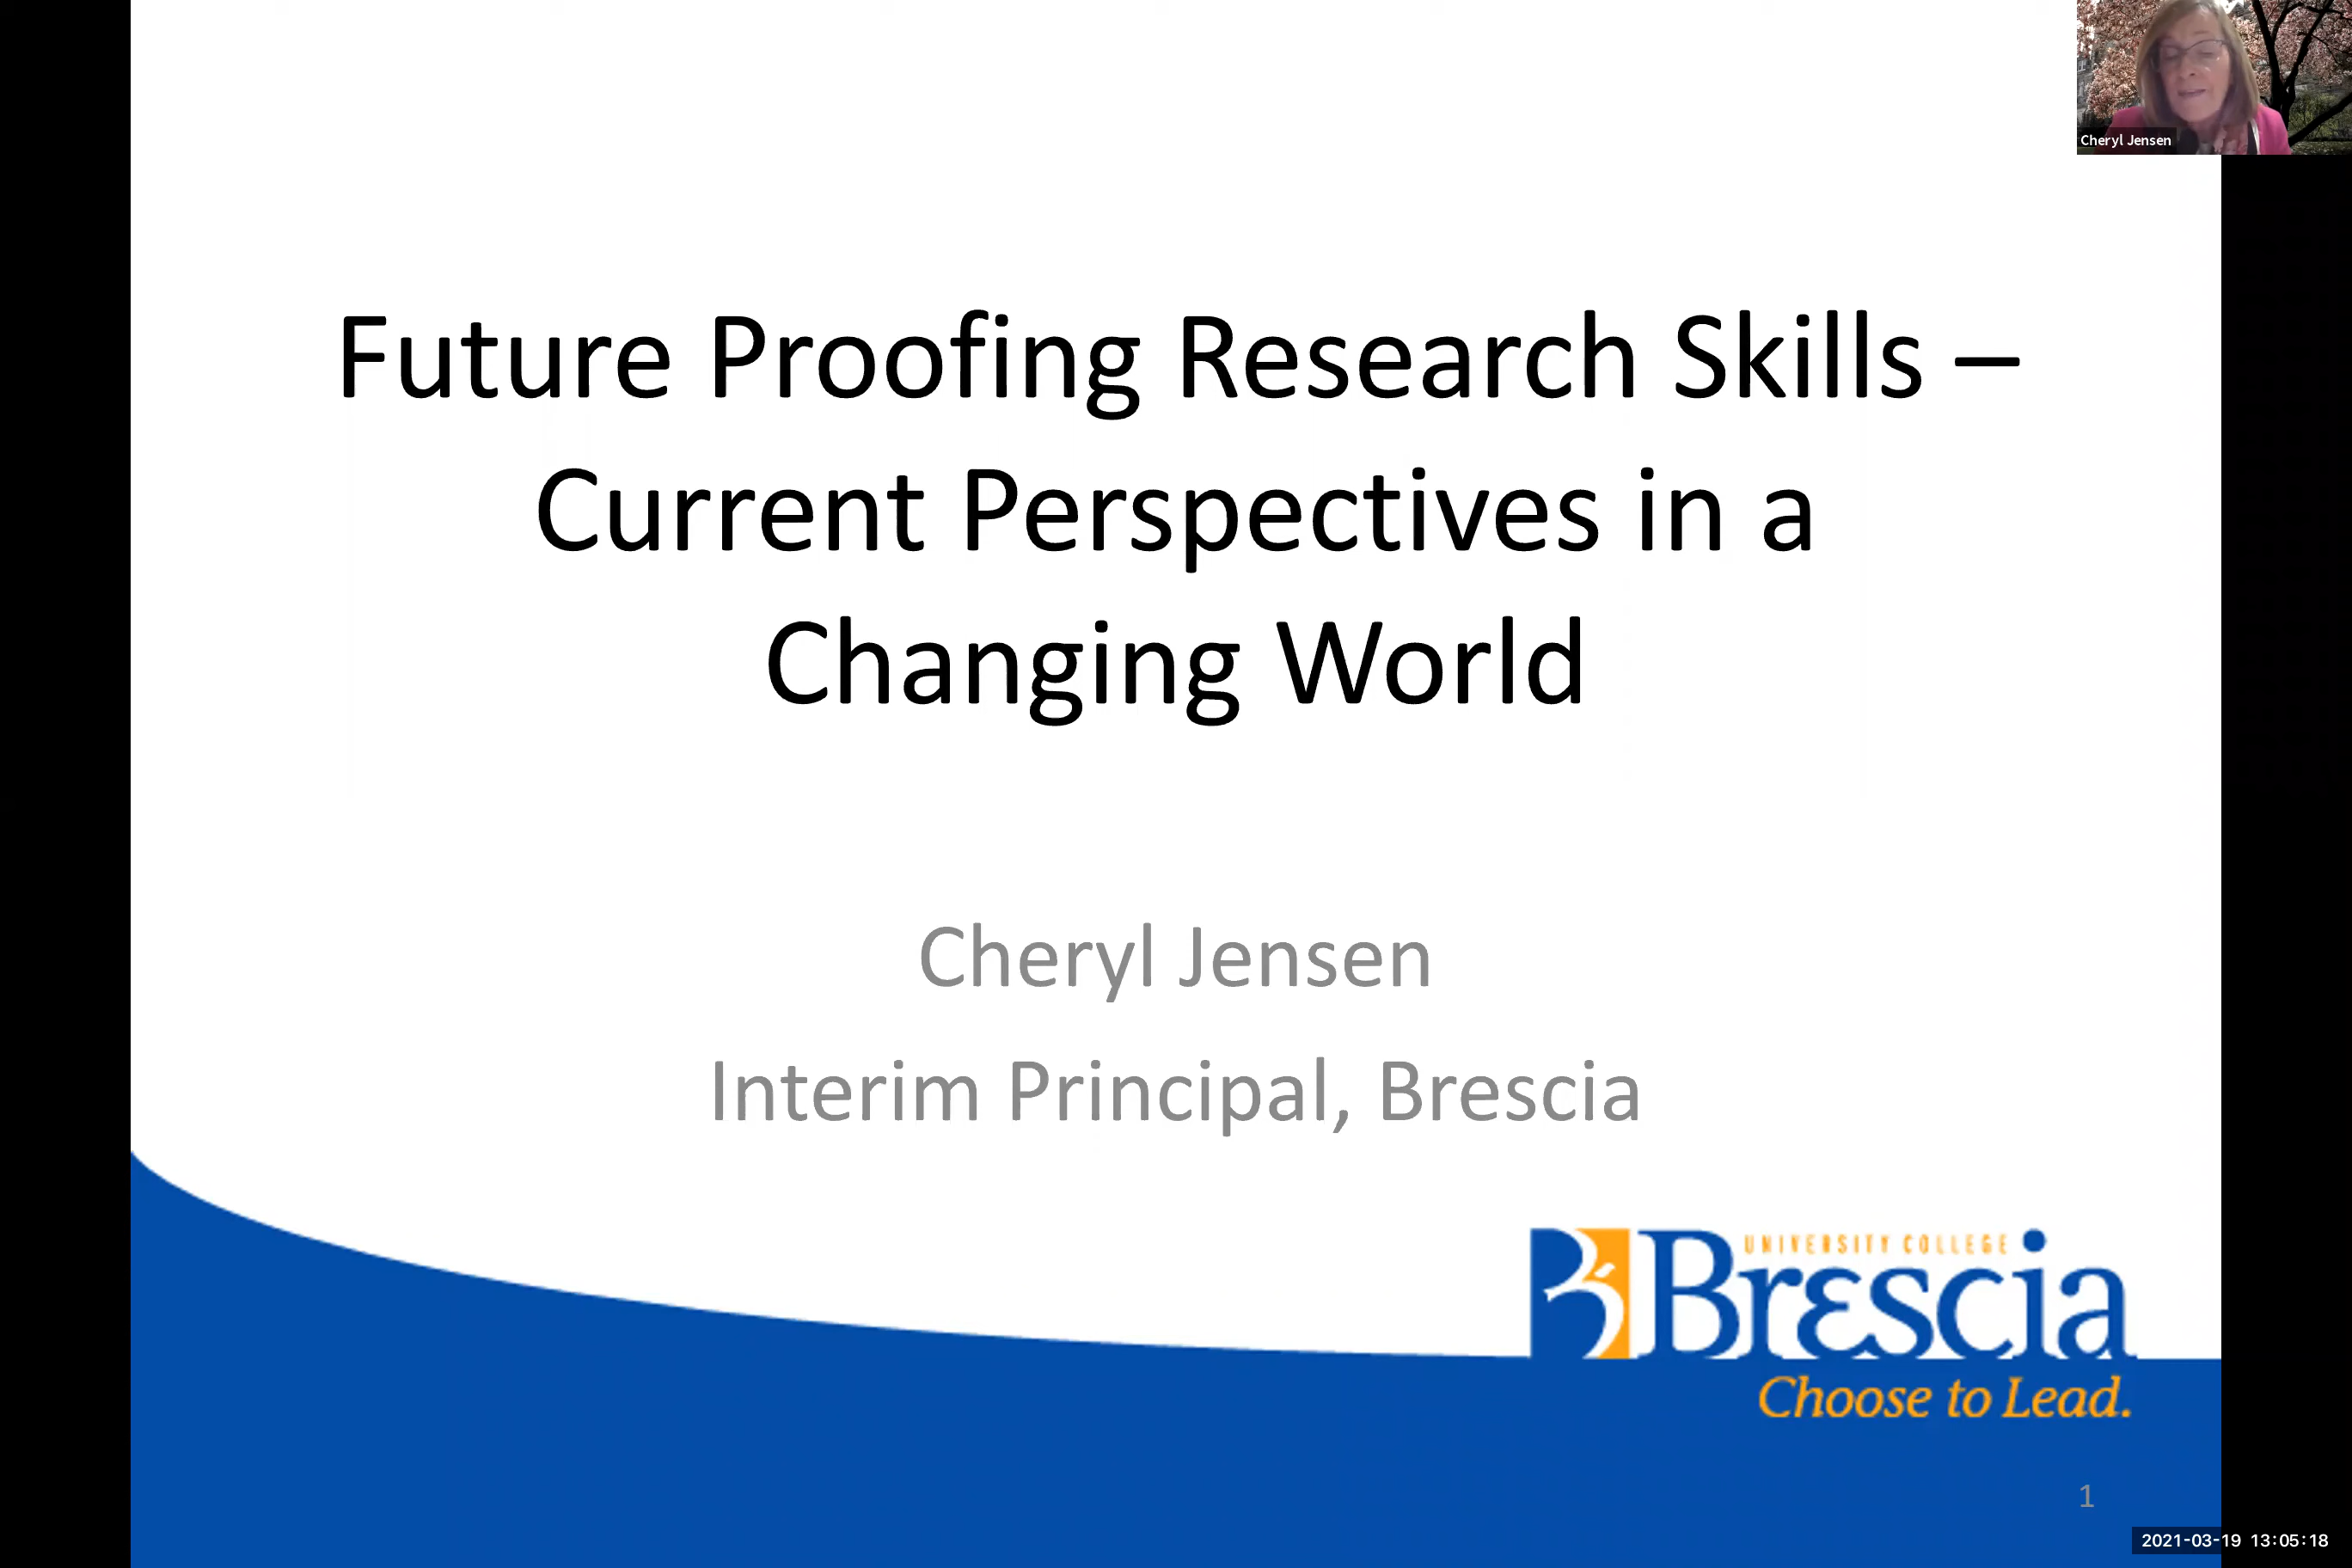 Cheryl Jensen
Future Proofing Research Skills –
Current Perspectives in a
Changing World
Cheryl Jensen
Interim Principal, Brescia
UNIVERSITY COLLEGE
Brescia
Choose to Lead.
1
2021-03-19 13:05:18